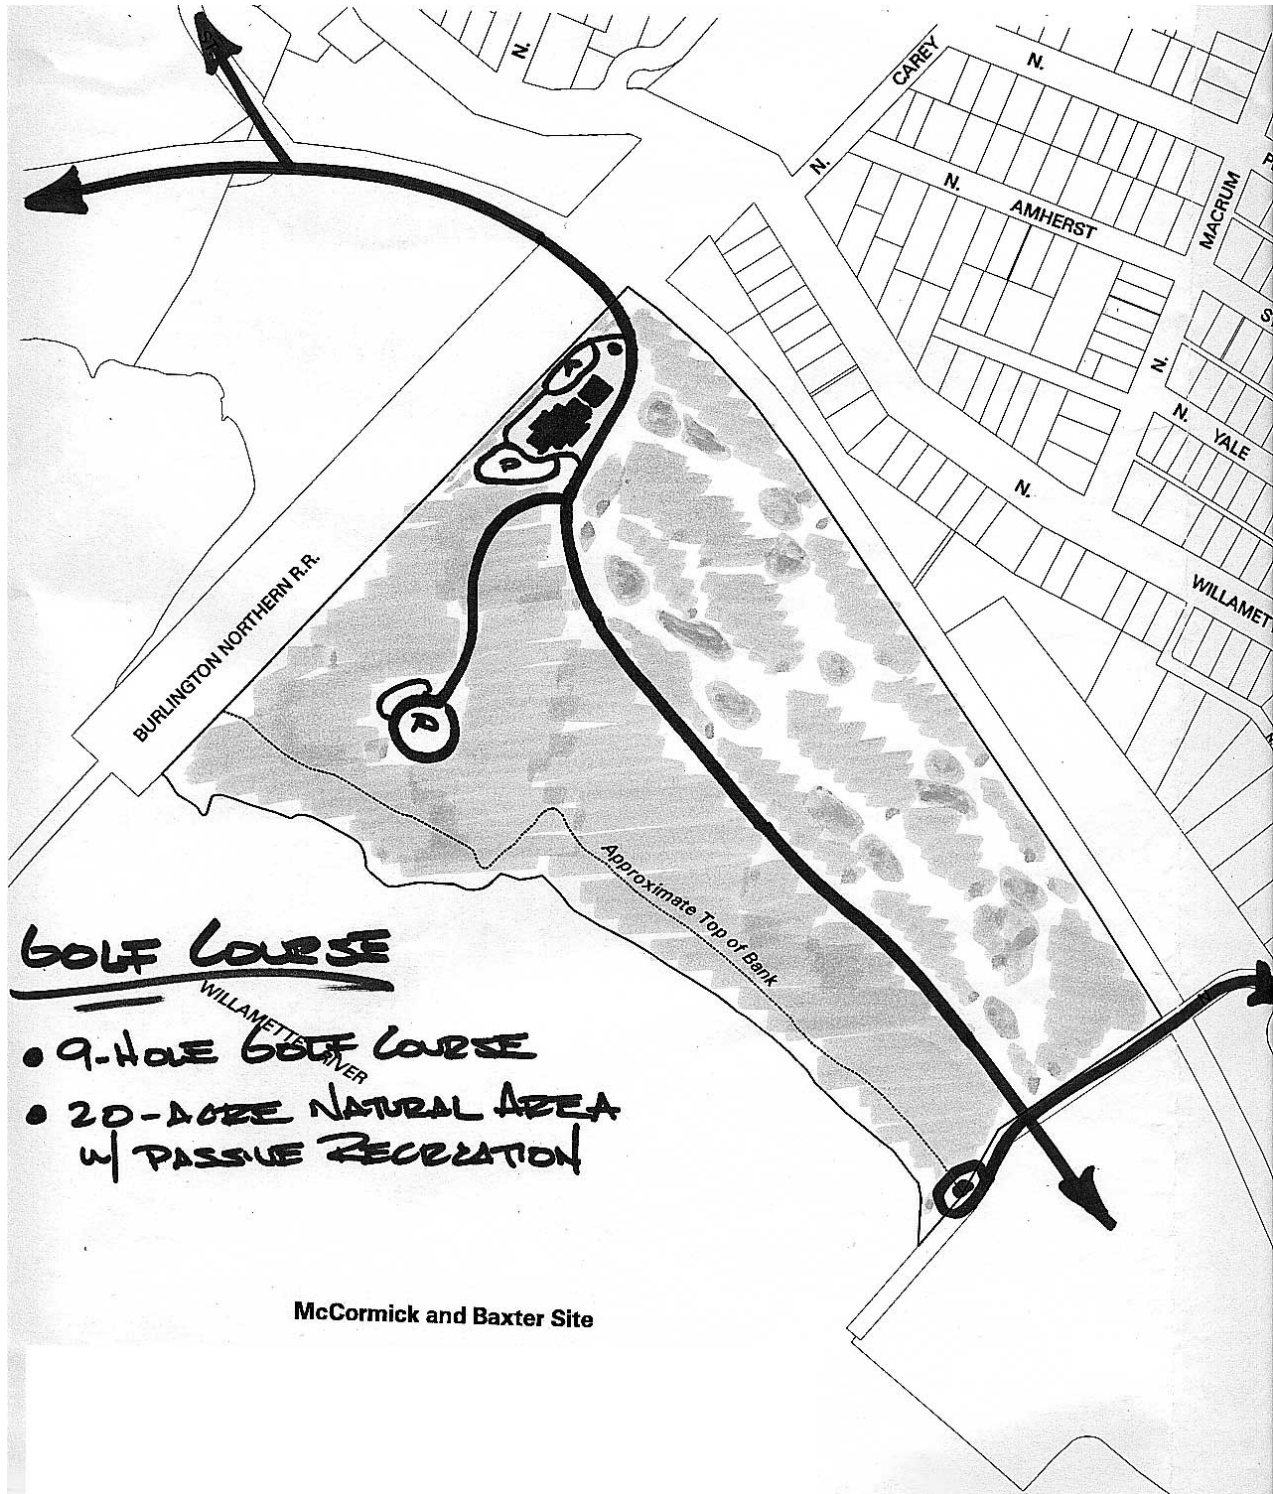 ST.
N.
CAREY
N.
N.
N.
AMHERST
MACRUM
N.
N.
YALE
N.
WILLAMET
P
P
P
BURLINGTON NORTHERN R.R.
Approximate Top of Bank
GOLF COURSE
WILLAMETTE RIVER
• 9-HOLE GOLF COURSE
• 20-ACRE NATURAL AREA
W/ PASSIVE RECREATION
McCormick and Baxter Site